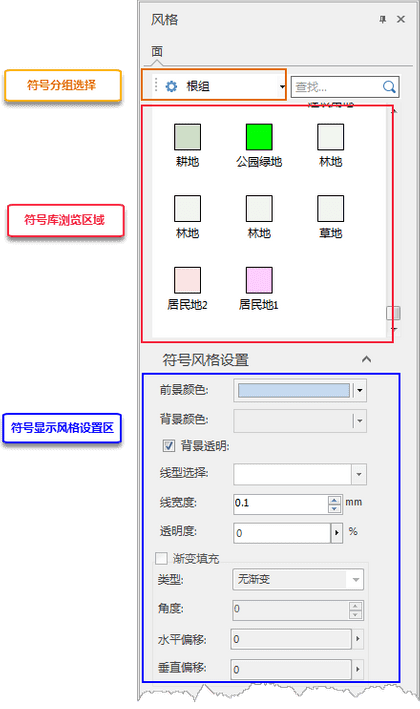 风格
面
符号分组选择
根组
查找...
耕地
公园绿地
林地
符号库浏览区域
林地
林地
草地
居民地2
居民地1
符号风格设置
前景颜色:
符号显示风格设置区
背景颜色:
背景透明:
线型选择:
线宽度:
0.1
mm
透明度:
0
%
渐变填充
类型:
无渐变
角度:
0
水平偏移:
0
垂直偏移:
0